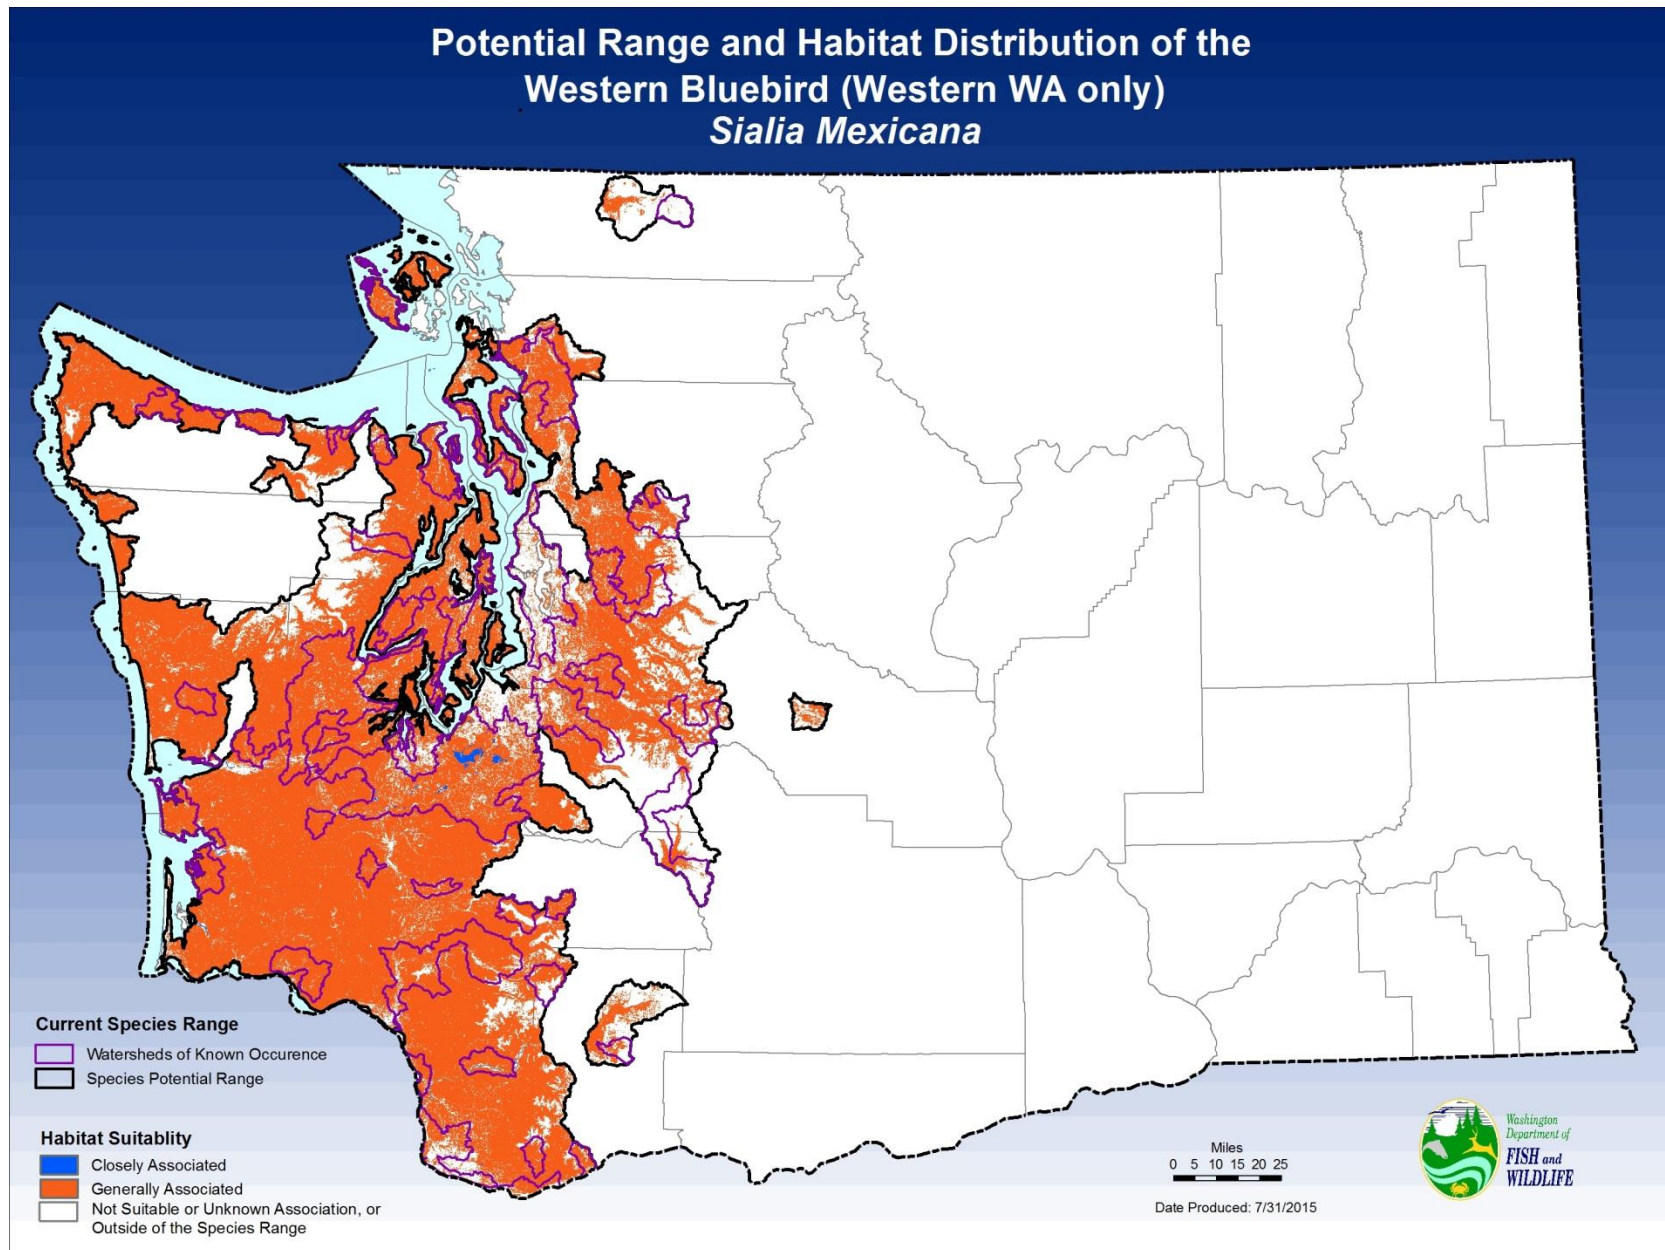 Potential Range and Habitat Distribution of the
Western Bluebird (Western WA only)
Sialia Mexicana
Current Species Range
Watersheds of Known Occurence
Species Potential Range
Habitat Suitablity
Closely Associated
Generally Associated
Not Suitable or Unknown Association, or
Outside of the Species Range
Miles
0 5 10 15 20 25
Date Produced: 7/31/2015
Washington
Department of
FISH and
WILDLIFE